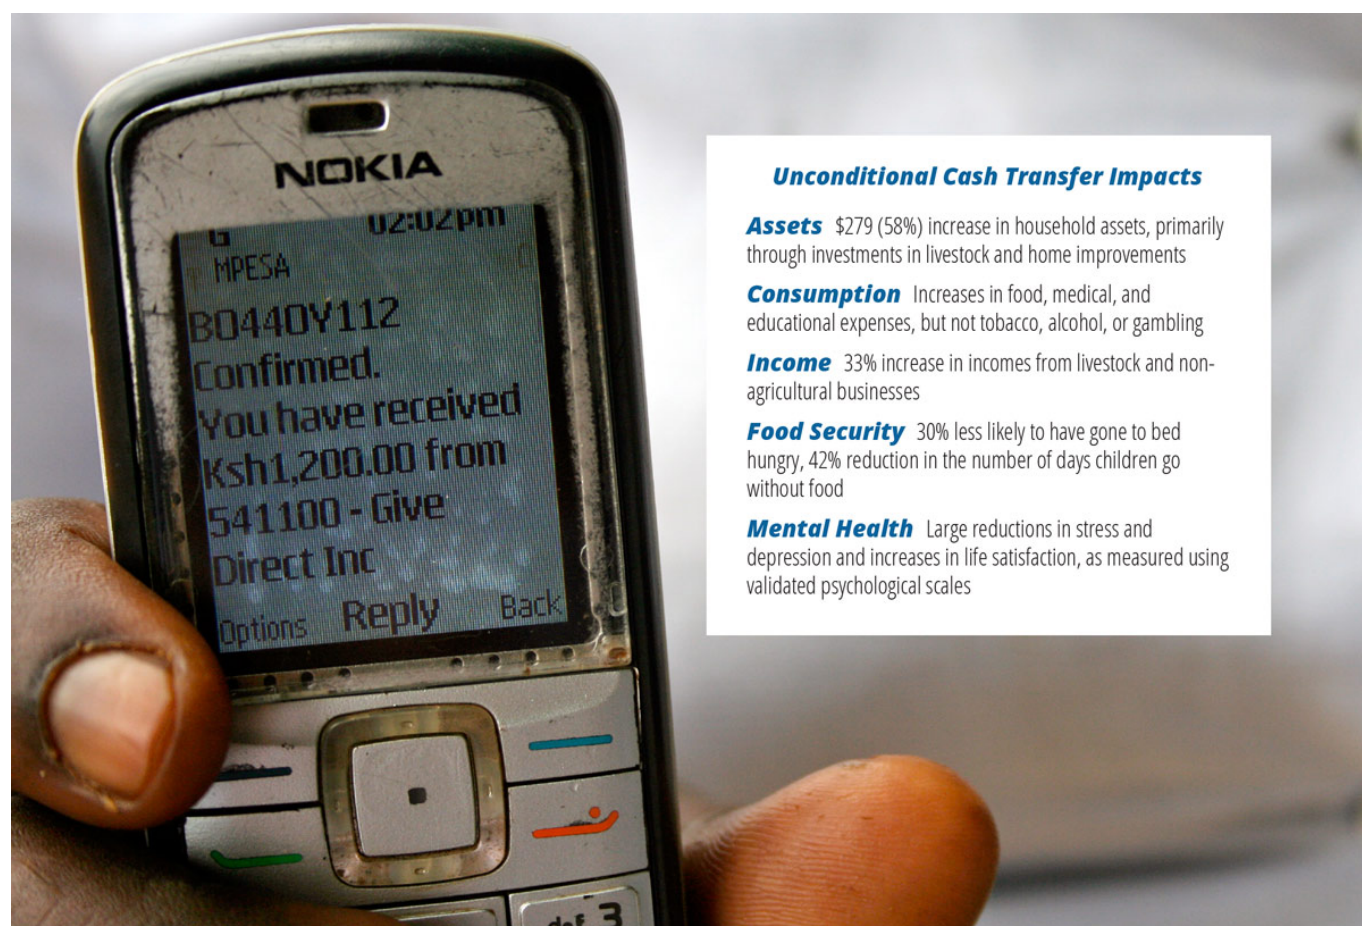 NOKIA
G 02:02pm
MPESA
BO44OY112
Confirmed.
You have received
Ksh1,200.00 from
541100 - Give
Direct Inc
Options Reply Back
def 3
Unconditional Cash Transfer Impacts
Assets $279 (58%) increase in household assets, primarily
through investments in livestock and home improvements
Consumption Increases in food, medical, and
educational expenses, but not tobacco, alcohol, or gambling
Income 33% increase in incomes from livestock and non-
agricultural businesses
Food Security 30% less likely to have gone to bed
hungry, 42% reduction in the number of days children go
without food
Mental Health Large reductions in stress and
depression and increases in life satisfaction, as measured using
validated psychological scales